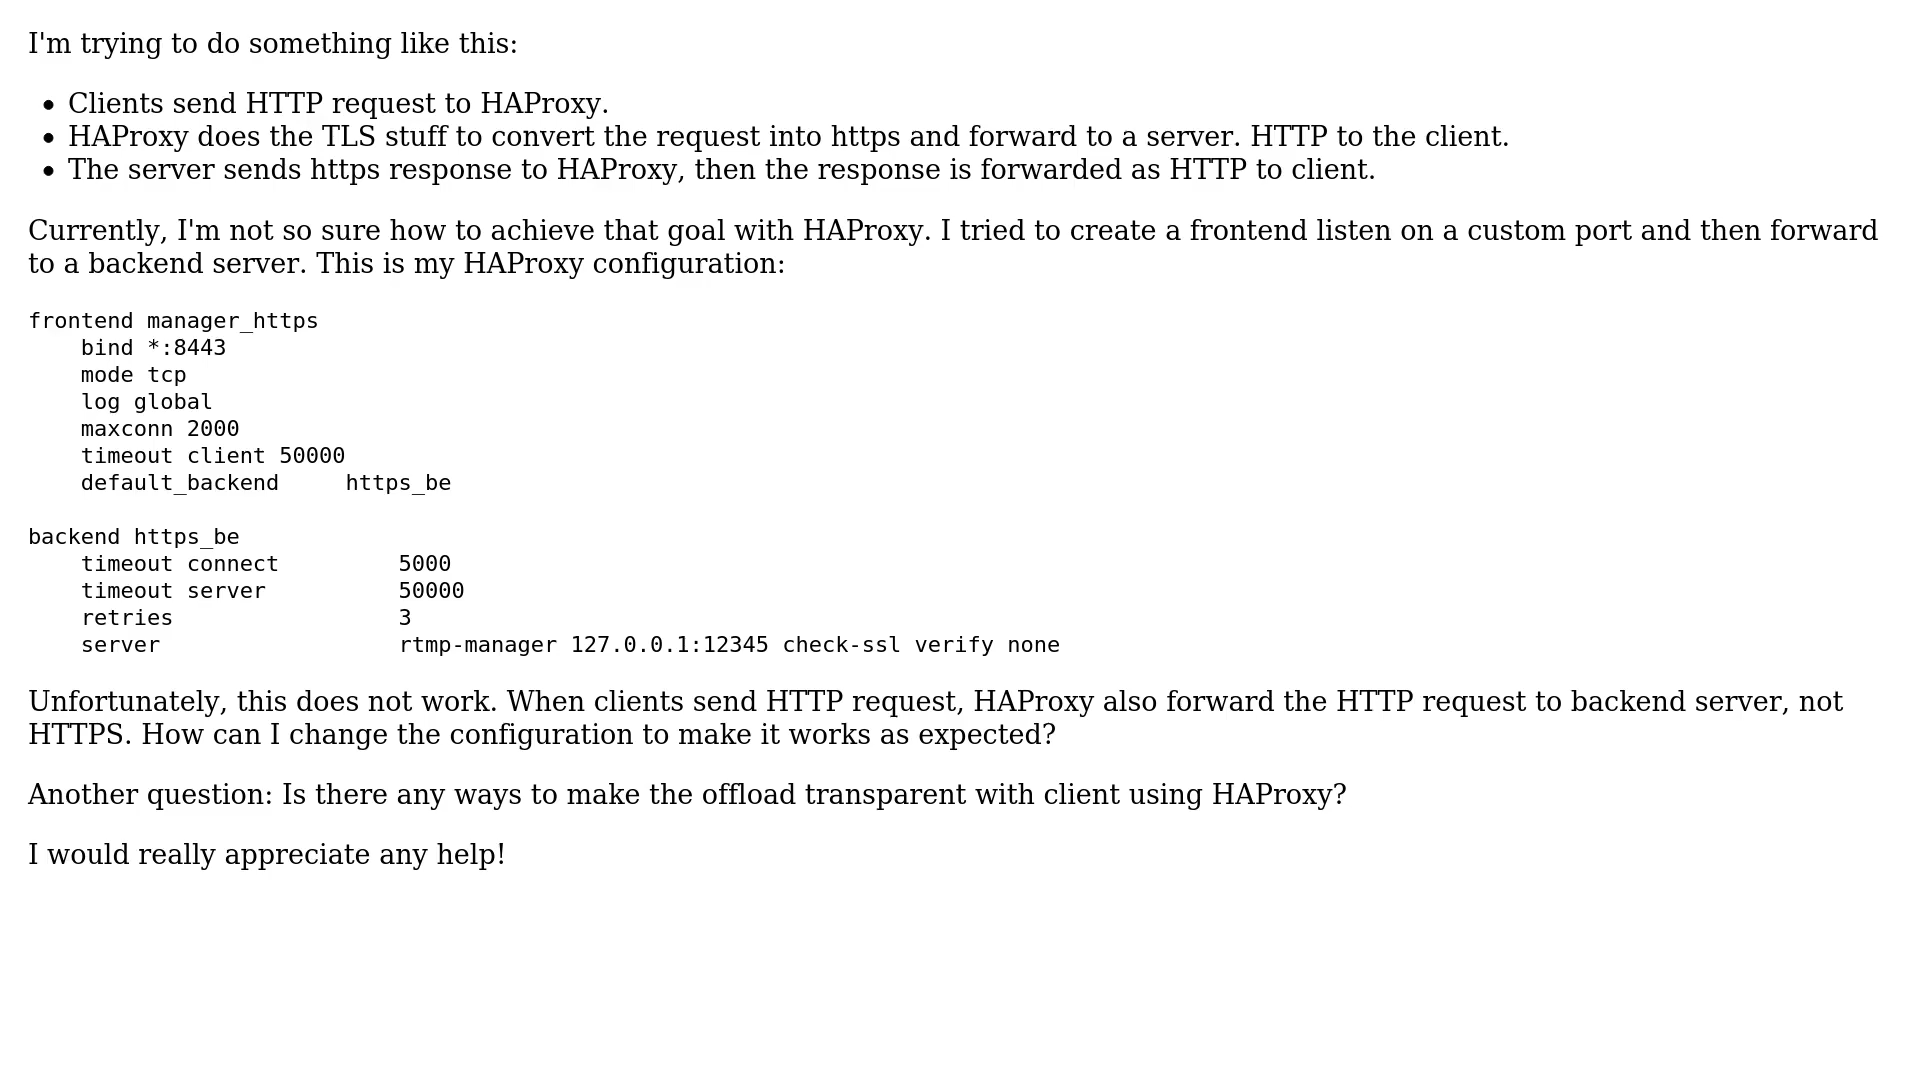 I'm trying to do something like this:
• Clients send HTTP request to HAProxy.
• HAProxy does the TLS stuff to convert the request into https and forward to a server. HTTP to the client.
• The server sends https response to HAProxy, then the response is forwarded as HTTP to client.
Currently, I'm not so sure how to achieve that goal with HAProxy. I tried to create a frontend listen on a custom port and then forward
to a backend server. This is my HAProxy configuration:
frontend manager_https
    bind *:8443
    mode tcp
    log global
    maxconn 2000
    timeout client 50000
    default_backend     https_be
backend https_be
    timeout connect         5000
    timeout server          50000
    retries                 3
    server                  rtmp-manager 127.0.0.1:12345 check-ssl verify none
Unfortunately, this does not work. When clients send HTTP request, HAProxy also forward the HTTP request to backend server, not
HTTPS. How can I change the configuration to make it works as expected?
Another question: Is there any ways to make the offload transparent with client using HAProxy?
I would really appreciate any help!